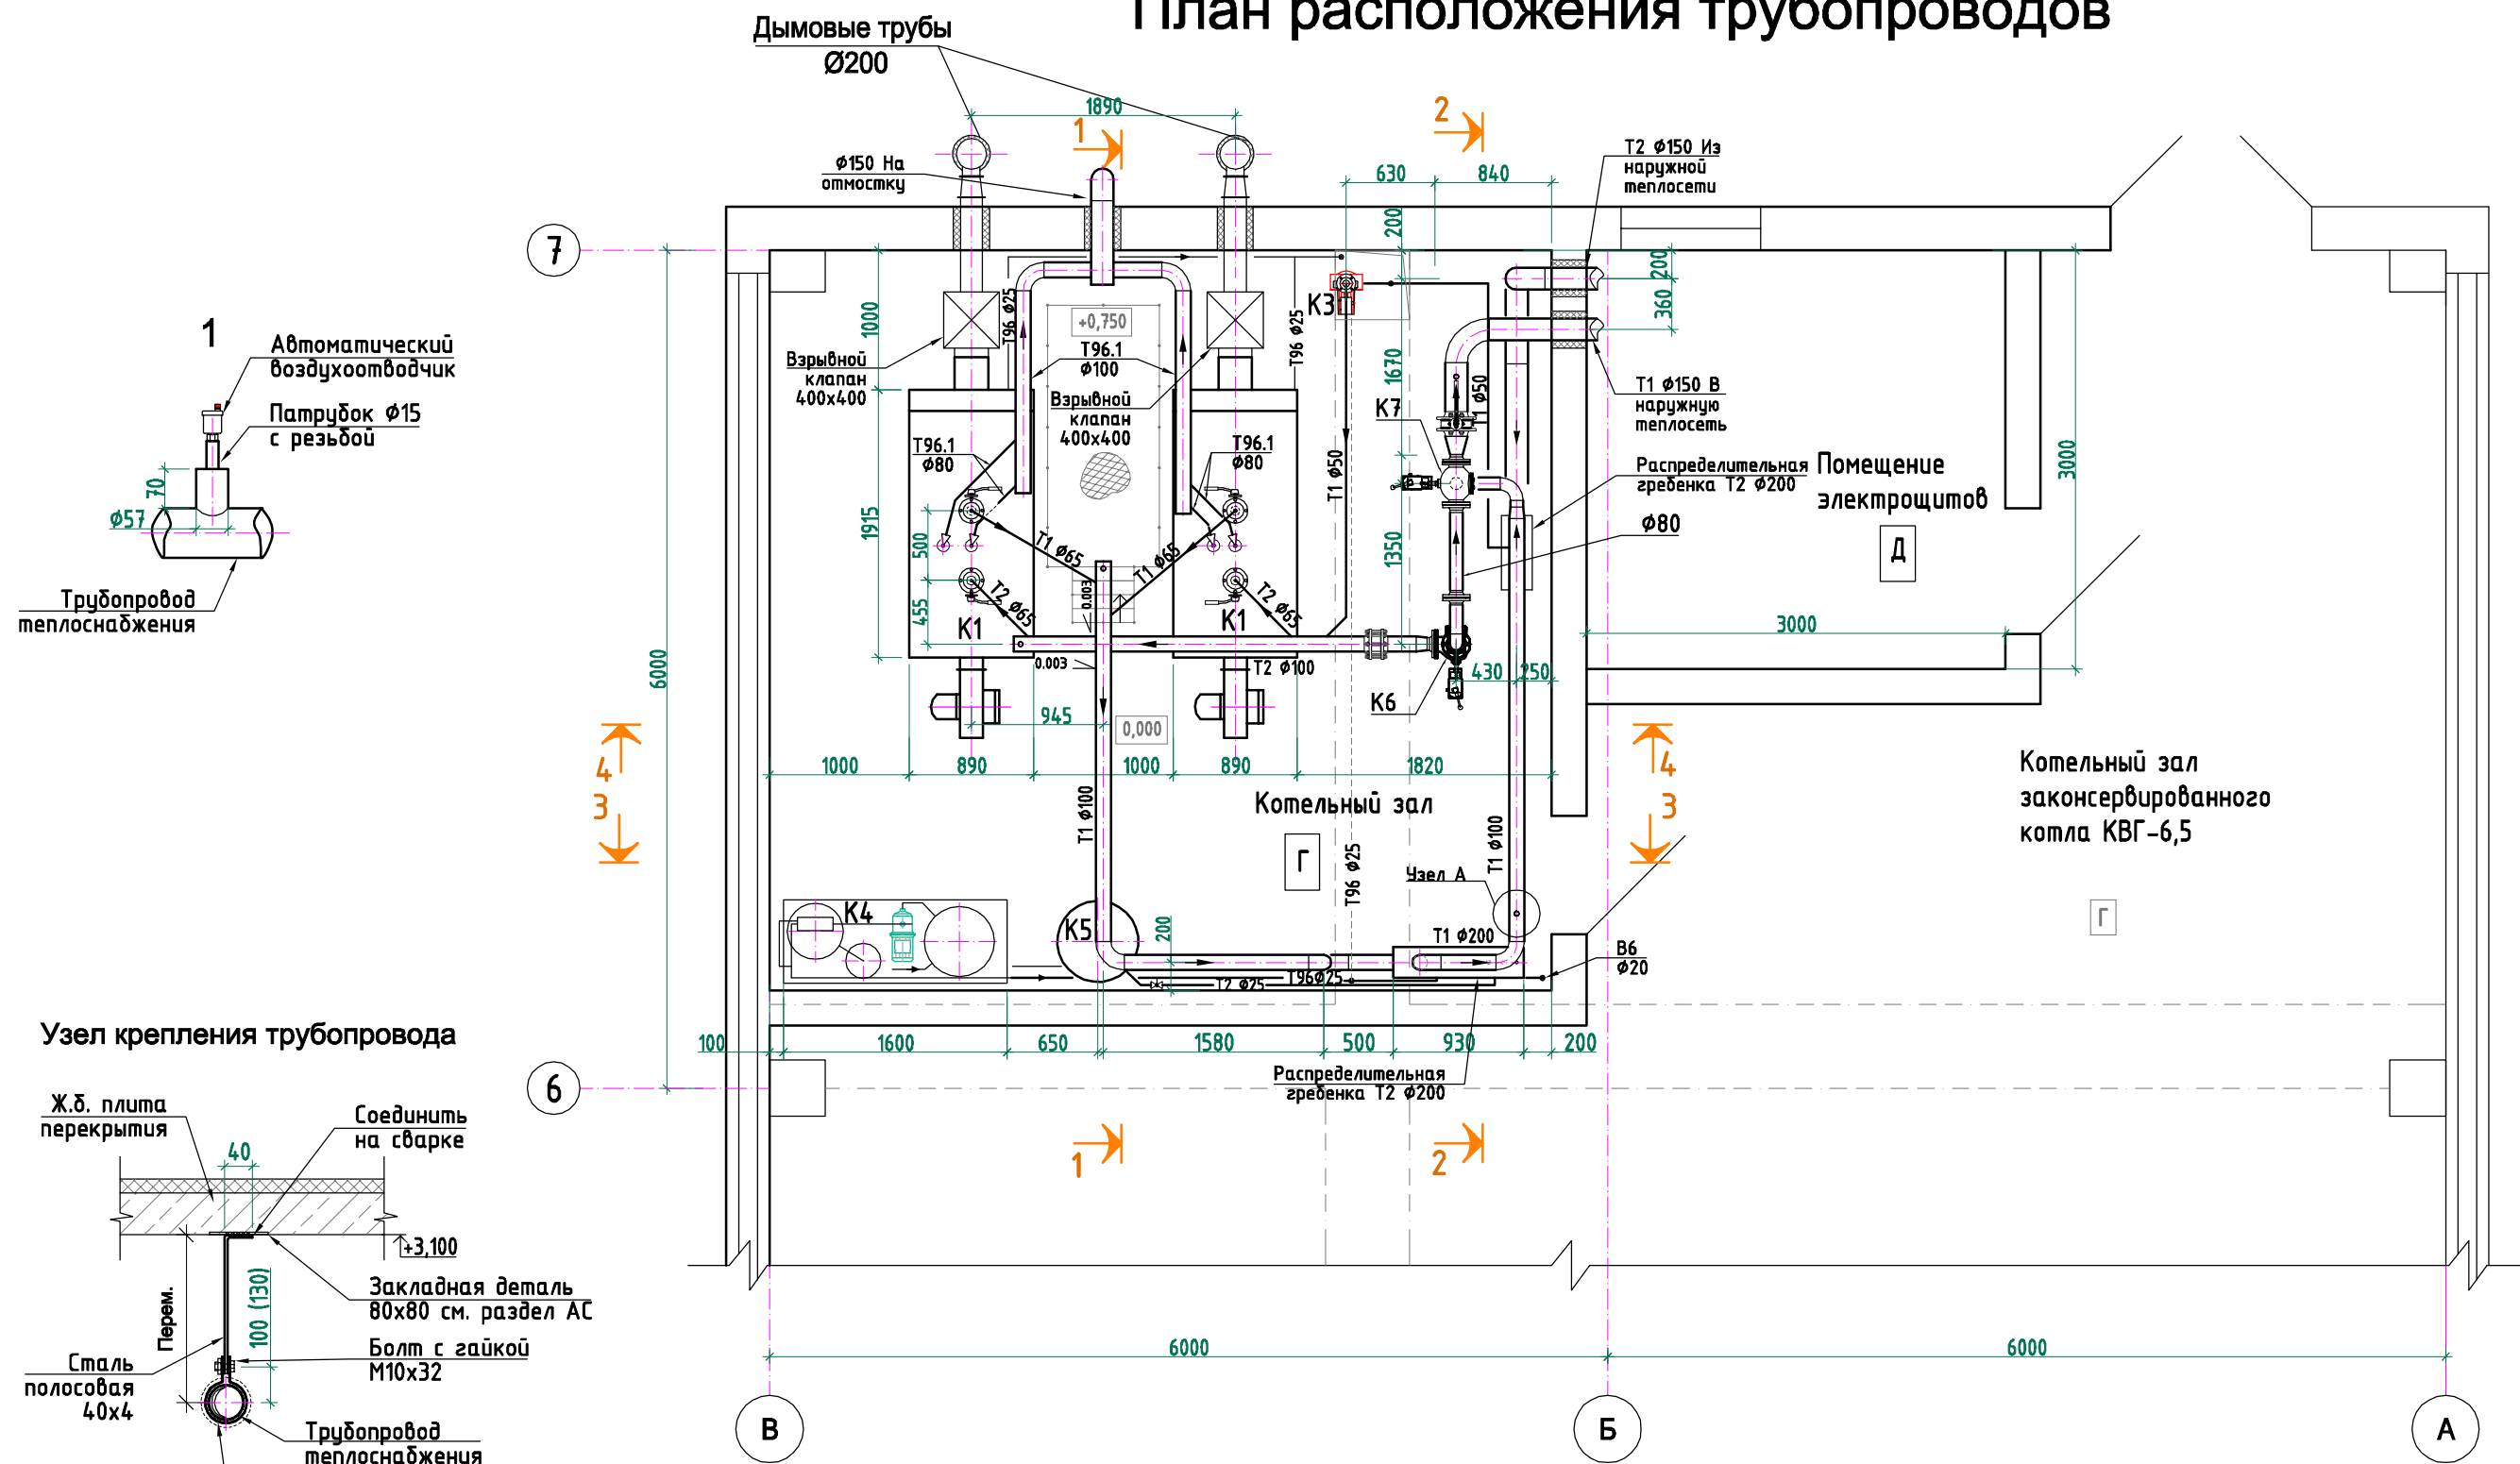 План расположения трубопроводов
Дымовые трубы
Ø200
1890
1
2
Ø150 На
отмостку
630
840
Т2 Ø150 Из
наружной
теплосети
7
200
200
360
1000
Т96 Ø25
+0,750
К3
Взрывной
клапан
400х400
Т96.1
Ø100
Т96 Ø25
1670
1 Ø50
Взрывной
клапан
400х400
К7
Т1 Ø150 В
наружную
теплосеть
1
Автоматический
воздухоотводчик
Патрубок Ø15
с резьбой
70
Ø57
Трубопровод
теплоснабжения
Т96.1
Ø80
Т96.1
Ø80
Т1 Ø50
Распределительная
гребенка Т2 Ø200
Помещение
электрощитов
Д
3000
Ø80
1915
500
455
1350
Т1 Ø65
Т1 Ø65
Т2 Ø65
Т2 Ø65
0.003
К1
К1
0.003
Т2 Ø100
3000
430
250
К6
6000
945
0,000
4
3
4
3
1000
890
1000
890
1820
Котельный зал
Г
Т1 Ø100
Т96 Ø25
Т1 Ø100
Узел А
Котельный зал
законсервированного
котла КВГ-6,5
Г
К4
К5
200
Т1 Ø200
Т2 Ø25
Т96Ø25
В6
Ø20
100
1600
650
1580
500
930
200
Распределительная
гребенка Т2 Ø200
6
1
2
Узел крепления трубопровода
Ж.б. плита
перекрытия
40
Соединить
на сварке
+3,100
Закладная деталь
80х80 см. раздел АС
Перем.
100 (130)
Болт с гайкой
М10х32
Сталь
полосовая
40х4
Трубопровод
теплоснабжения
6000
6000
В
Б
А